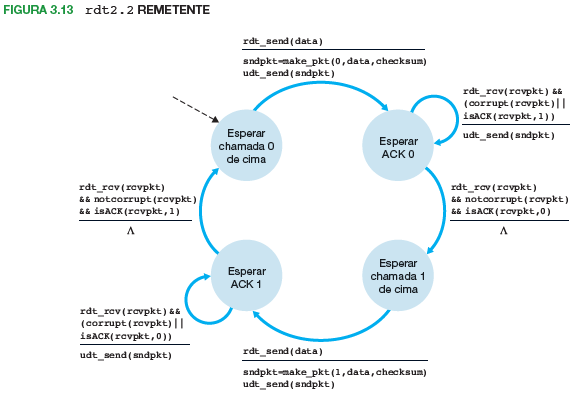 FIGURA 3.13 rdt2.2 REMETENTE
rdt_send(data)
sndpkt=make_pkt(0,data,checksum)
udt_send(sndpkt)
rdt_rcv(rcvpkt)&&
(corrupt(rcvpkt)||
isACK(rcvpkt,1))
udt_send(sndpkt)
Esperar
chamada 0
de cima
Esperar
ACK 0
rdt_rcv(rcvpkt)
&& notcorrupt(rcvpkt)
&& isACK(rcvpkt,1)
Λ
rdt_rcv(rcvpkt)
&& notcorrupt(rcvpkt)
&& isACK(rcvpkt,0)
Λ
Esperar
ACK 1
Esperar
chamada 1
de cima
rdt_rcv(rcvpkt)&&
(corrupt(rcvpkt)||
isACK(rcvpkt,0))
udt_send(sndpkt)
rdt_send(data)
sndpkt=make_pkt(1,data,checksum)
udt_send(sndpkt)